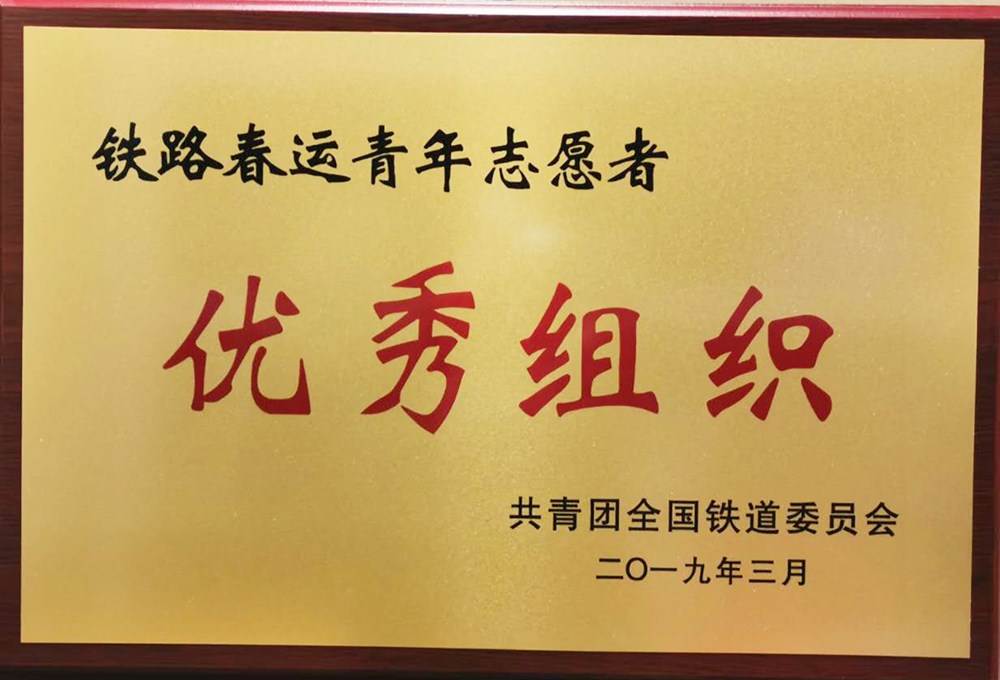 铁路春运青年志愿者
优秀组织
共青团全国铁道委员会
二〇一九年三月